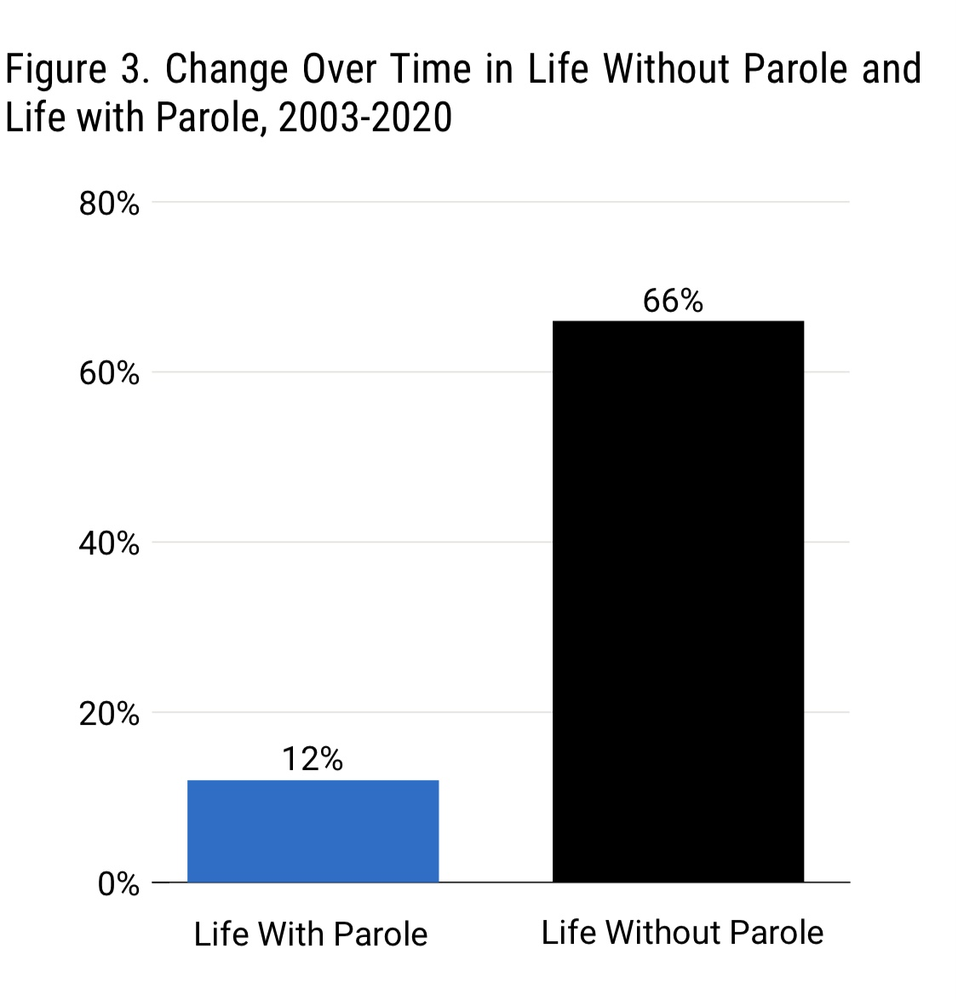 Figure 3. Change Over Time in Life Without Parole and
Life with Parole, 2003-2020
80%
66%
60%
40%
20%
12%
0%
Life With Parole
Life Without Parole